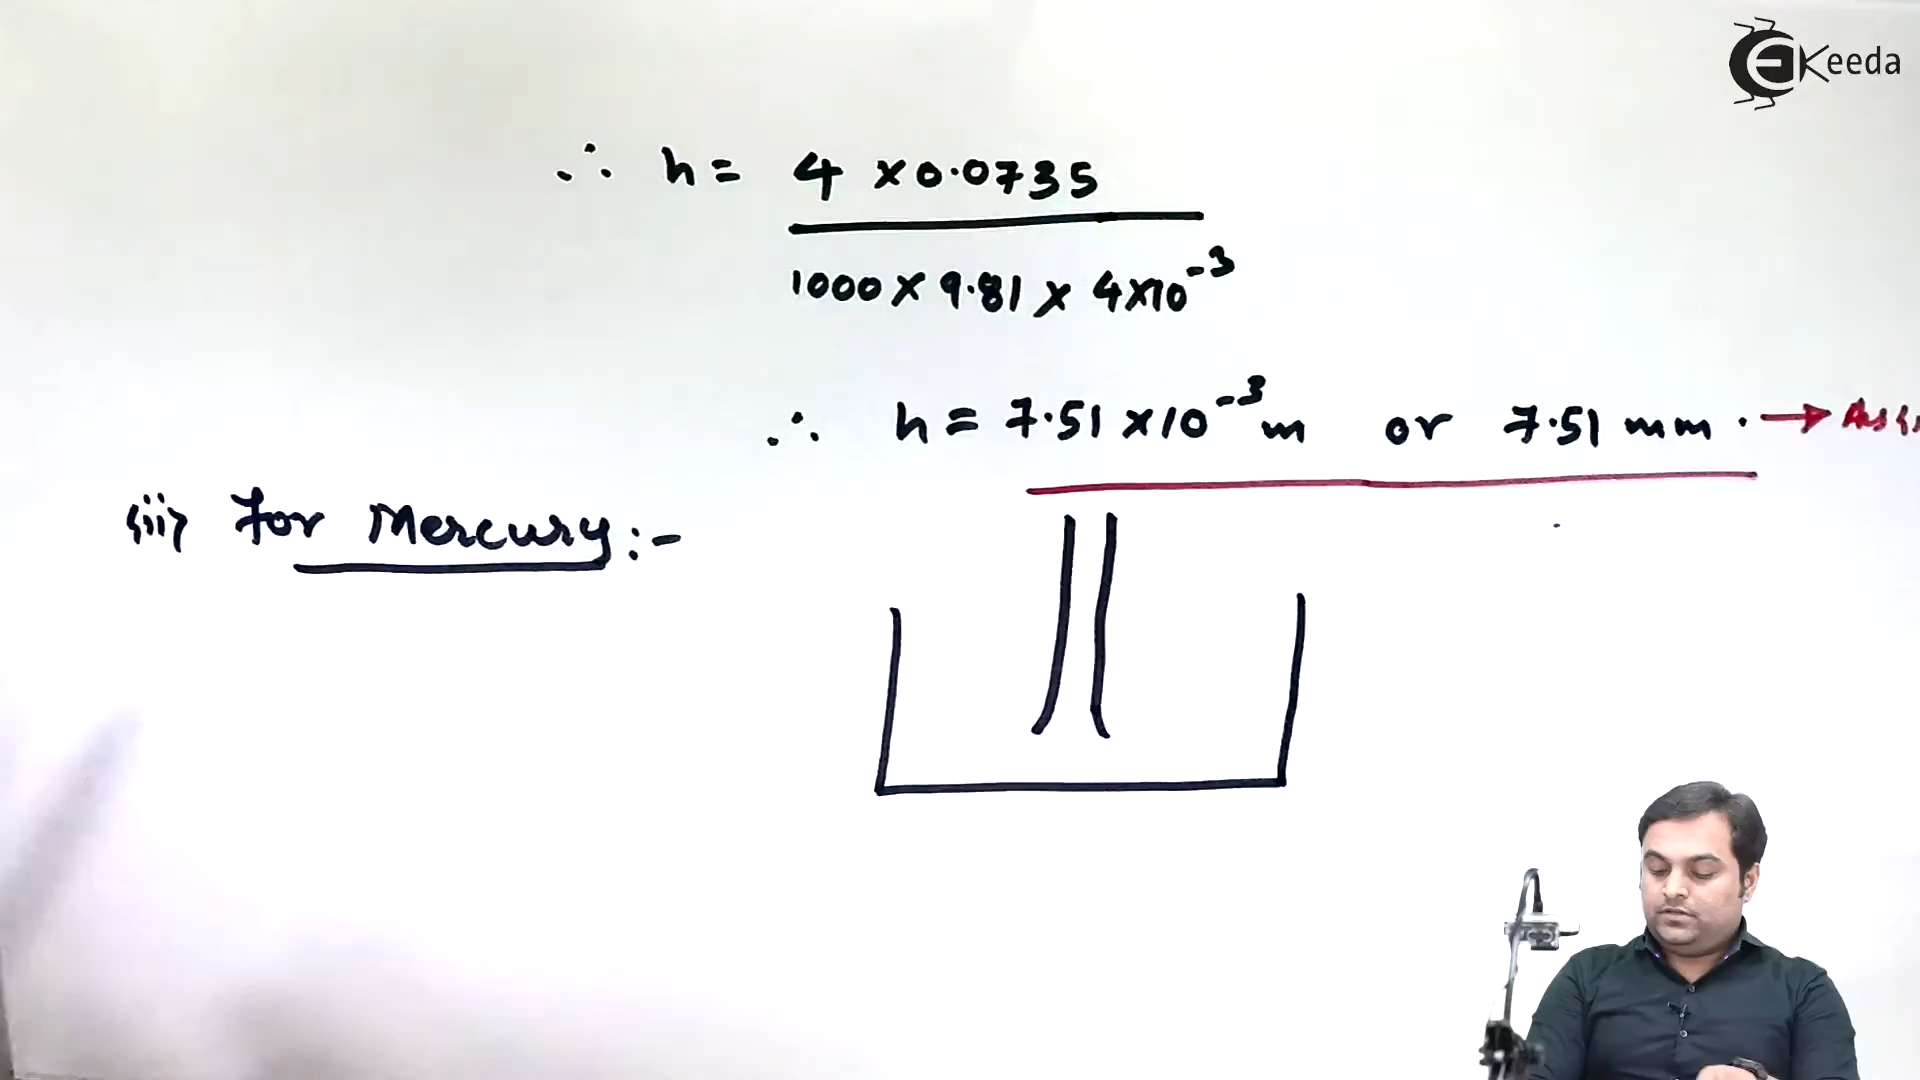 EKeeda
∴ h = 4 × 0.0735
1000 × 9.81 × 4×10⁻³
∴ h = 7.51 × 10⁻³ m or 7.51 mm. →
(ii) For Mercury:-